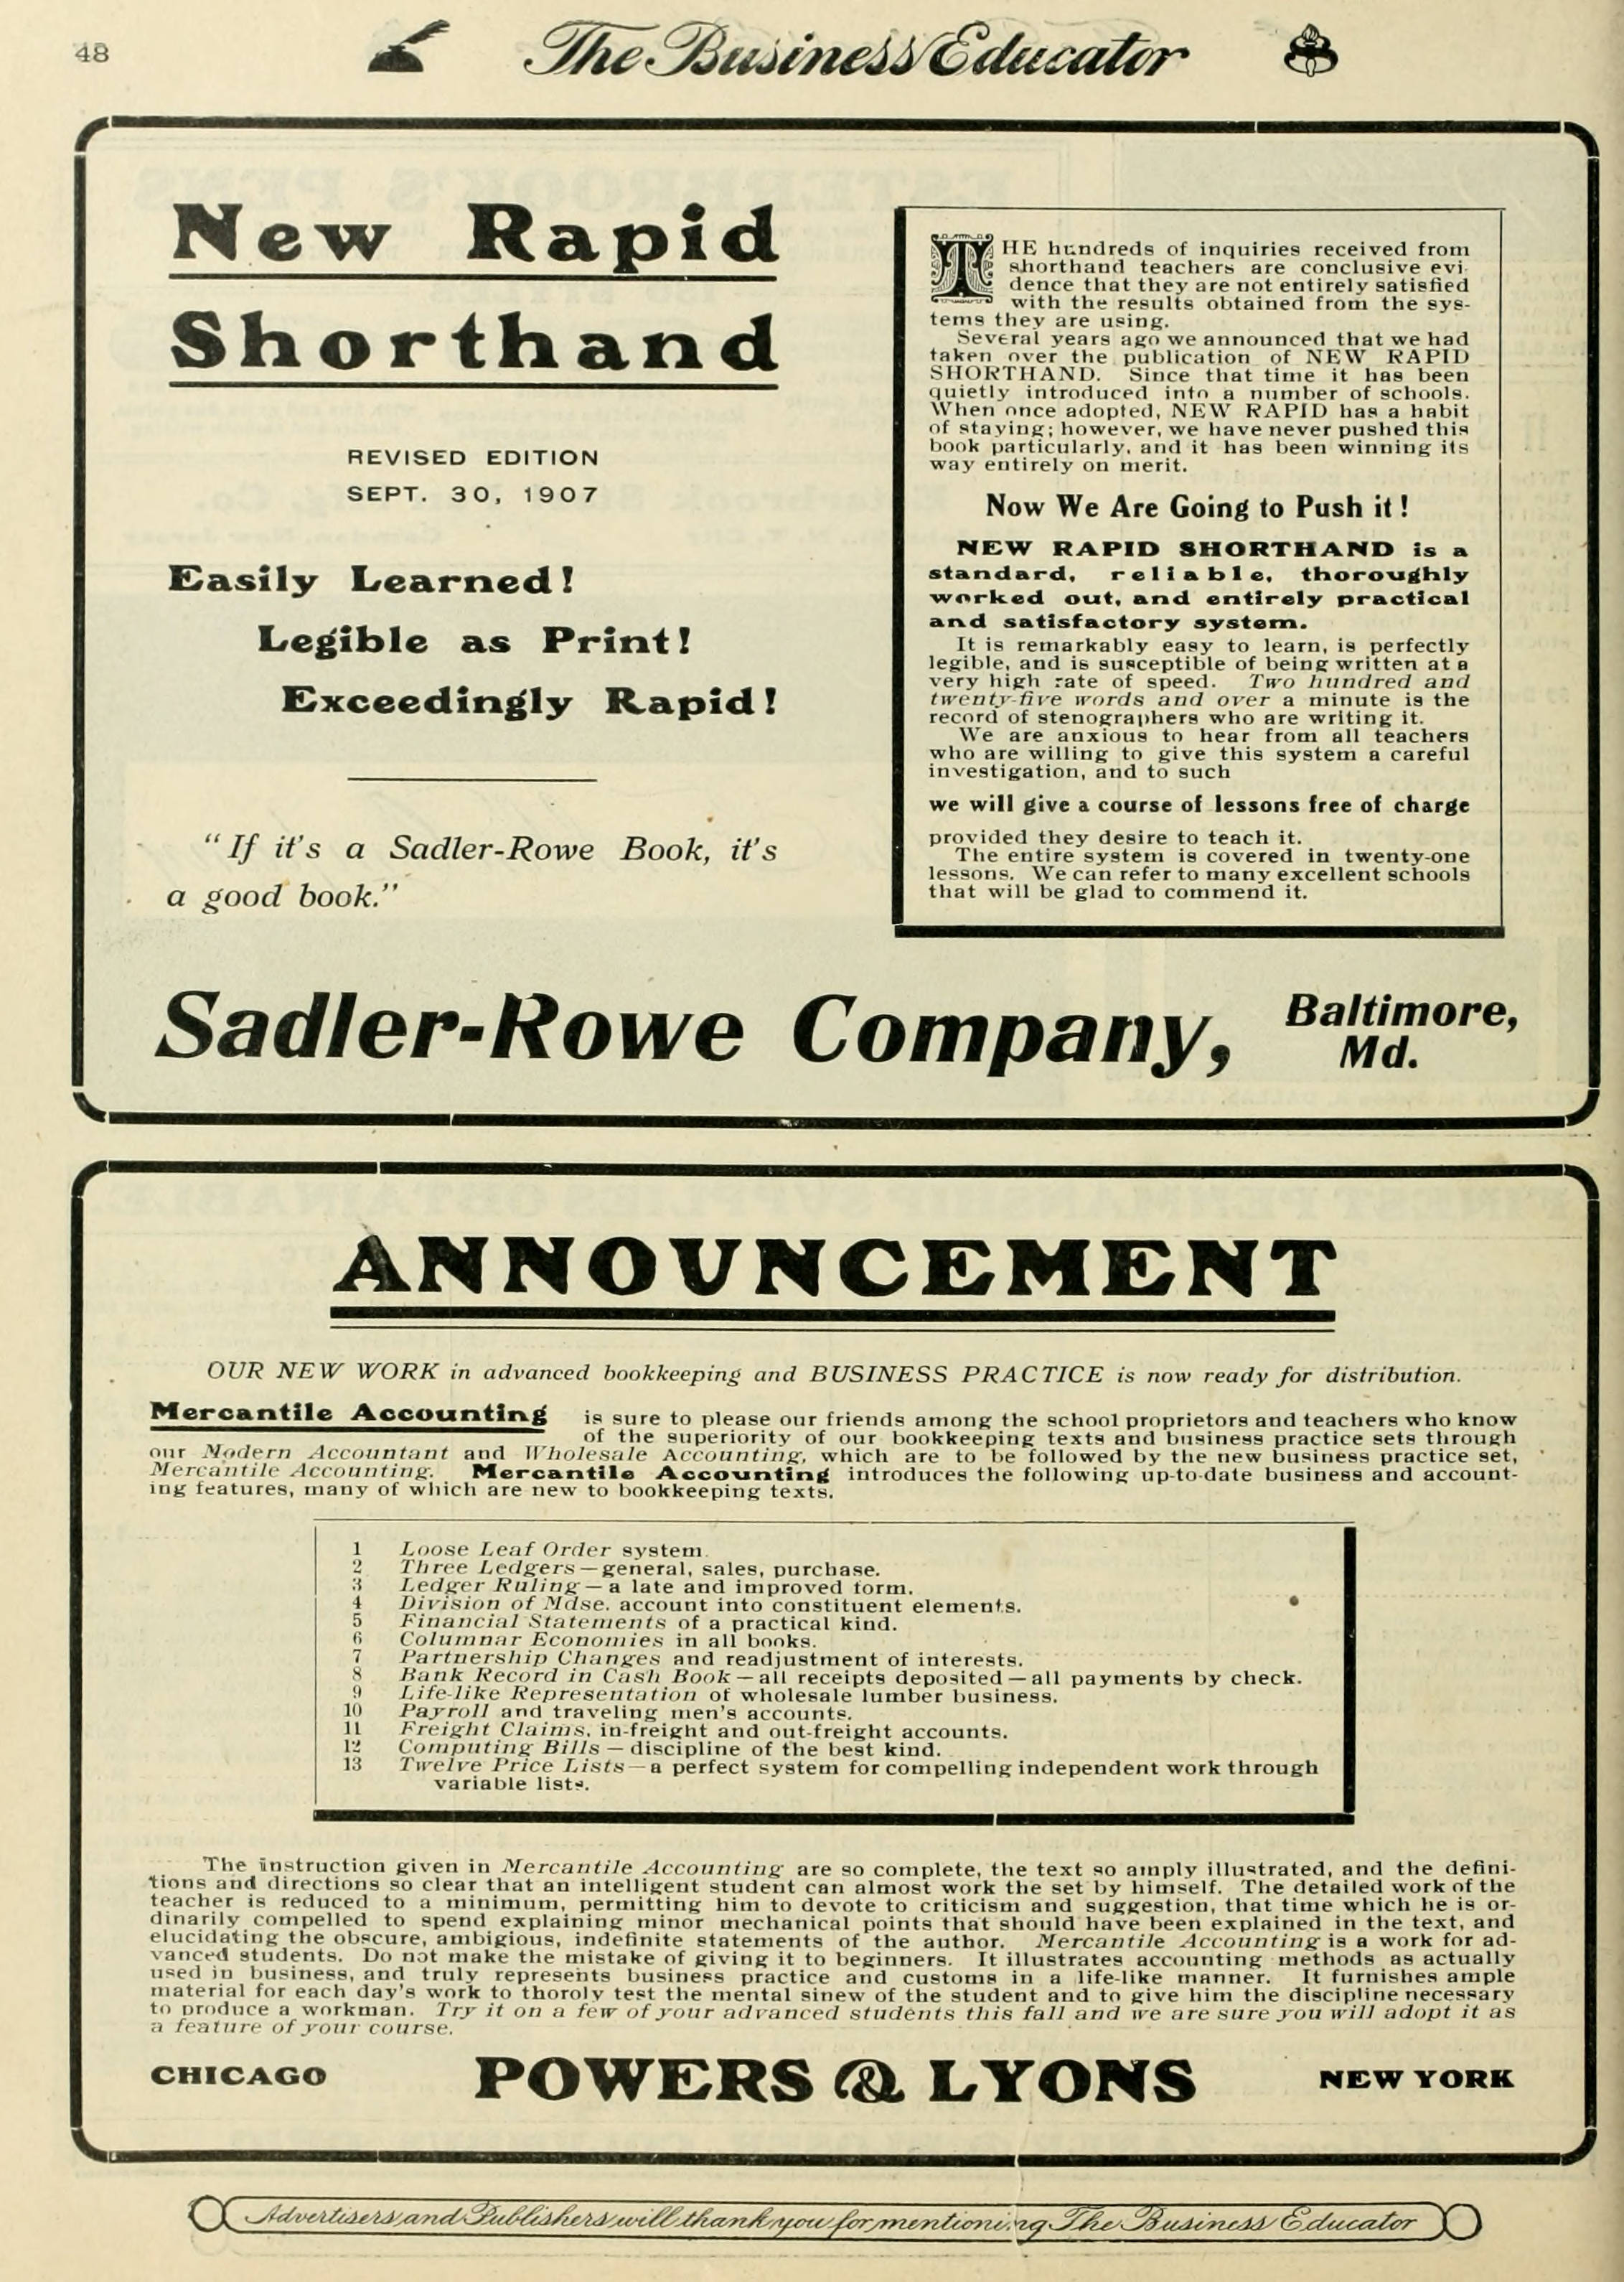 48
The Business Educator
New Rapid
Shorthand
REVISED EDITION
SEPT. 30, 1907
Easily Learned!
Legible as Print!
Exceedingly Rapid!
"If it's a Sadler-Rowe Book, it's
a good book."
THE hundreds of inquiries received from
shorthand teachers are conclusive evi-
dence that they are not entirely satisfied
with the results obtained from the sys-
tems they are using.
Several years ago we announced that we had
taken over the publication of NEW RAPID
SHORTHAND. Since that time it has been
quietly introduced into a number of schools.
When once adopted, NEW RAPID has a habit
of staying; however, we have never pushed this
book particularly, and it has been winning its
way entirely on merit.
Now We Are Going to Push it!
NEW RAPID SHORTHAND is a
standard, reliable, thoroughly
worked out, and entirely practical
and satisfactory system.
It is remarkably easy to learn, is perfectly
legible, and is susceptible of being written at a
very high rate of speed. Two hundred and
twenty-five words and over a minute is the
record of stenographers who are writing it.
We are anxious to hear from all teachers
who are willing to give this system a careful
investigation, and to such
we will give a course of lessons free of charge
provided they desire to teach it.
The entire system is covered in twenty-one
lessons. We can refer to many excellent schools
that will be glad to commend it.
Sadler-Rowe Company, Baltimore,
Md.
ANNOUNCEMENT
OUR NEW WORK in advanced bookkeeping and BUSINESS PRACTICE is now ready for distribution.
Mercantile Accounting is sure to please our friends among the school proprietors and teachers who know
of the superiority of our bookkeeping texts and business practice sets through
our Modern Accountant and Wholesale Accounting, which are to be followed by the new business practice set,
Mercantile Accounting. Mercantile Accounting introduces the following up-to-date business and account-
ing features, many of which are new to bookkeeping texts.
1 Loose Leaf Order system.
2 Three Ledgers—general, sales, purchase.
3 Ledger Ruling—a late and improved form.
4 Division of Mdse. account into constituent elements.
5 Financial Statements of a practical kind.
6 Columnar Economies in all books.
7 Partnership Changes and readjustment of interests.
8 Bank Record in Cash Book—all receipts deposited—all payments by check.
9 Life-like Representation of wholesale lumber business.
10 Payroll and traveling men's accounts.
11 Freight Claims, in-freight and out-freight accounts.
12 Computing Bills—discipline of the best kind.
13 Twelve Price Lists—a perfect system for compelling independent work through
variable lists.
The instruction given in Mercantile Accounting are so complete, the text so amply illustrated, and the defini-
tions and directions so clear that an intelligent student can almost work the set by himself. The detailed work of the
teacher is reduced to a minimum, permitting him to devote to criticism and suggestion, that time which he is or-
dinarily compelled to spend explaining minor mechanical points that should have been explained in the text, and
elucidating the obscure, ambigious, indefinite statements of the author. Mercantile Accounting is a work for ad-
vanced students. Do not make the mistake of giving it to beginners. It illustrates accounting methods as actually
used in business, and truly represents business practice and customs in a life-like manner. It furnishes ample
material for each day's work to thoroly test the mental sinew of the student and to give him the discipline necessary
to produce a workman. Try it on a few of your advanced students this fall and we are sure you will adopt it as
a feature of your course.
CHICAGO POWERS & LYONS NEW YORK
Advertisers and Publishers will thank you for mentioning The Business Educator